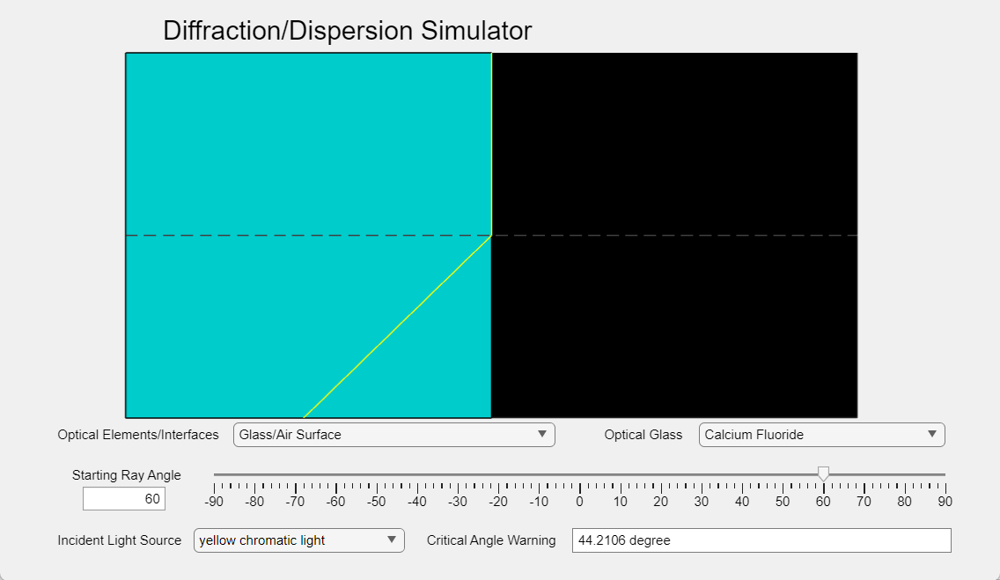 Diffraction/Dispersion Simulator
Optical Elements/Interfaces Glass/Air Surface Optical Glass Calcium Fluoride
Starting Ray Angle
60
-90 -80 -70 -60 -50 -40 -30 -20 -10 0 10 20 30 40 50 60 70 80 90
Incident Light Source yellow chromatic light Critical Angle Warning 44.2106 degree